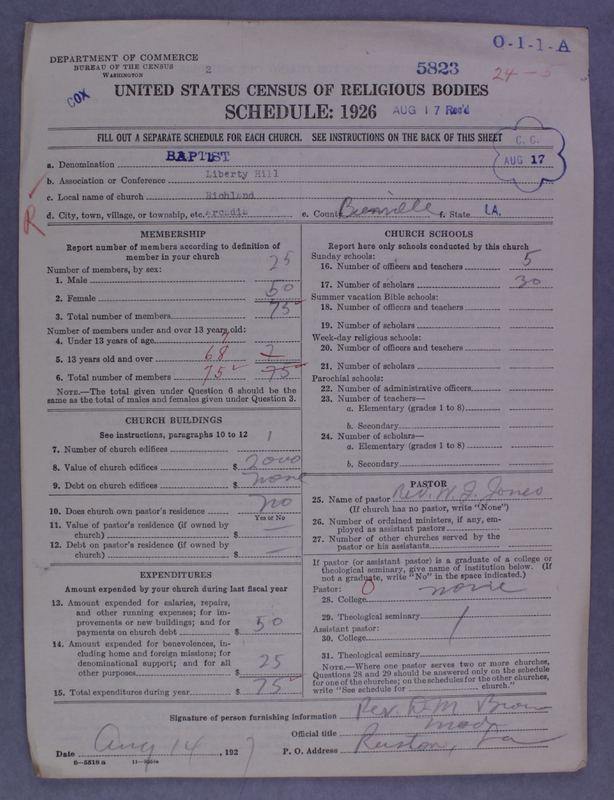 O-1-1-A
DEPARTMENT OF COMMERCE
BUREAU OF THE CENSUS
WASHINGTON
2
5823
24
COX
UNITED STATES CENSUS OF RELIGIOUS BODIES
SCHEDULE: 1926
AUG 17 Rec'd
FILL OUT A SEPARATE SCHEDULE FOR EACH CHURCH. SEE INSTRUCTIONS ON THE BACK OF THIS SHEET
C. C.
AUG 17
a. Denomination BAPTIST
b. Association or Conference Liberty Hill
c. Local name of church Richland
R
d. City, town, village, or township, etc. Arcadia e. County Bienville f. State LA.
MEMBERSHIP
Report number of members according to definition of member in your church
Number of members, by sex:
1. Male 25
2. Female 50
3. Total number of members 75
Number of members under and over 13 years old:
4. Under 13 years of age 7
5. 13 years old and over 68 7
6. Total number of members 75 75
NOTE.—The total given under Question 6 should be the same as the total of males and females given under Question 3.
CHURCH BUILDINGS
See instructions, paragraphs 10 to 12
7. Number of church edifices 1
8. Value of church edifices $ 2000
9. Debt on church edifices $ none
10. Does church own pastor's residence no
Yes or No
11. Value of pastor's residence (if owned by church) $ —
12. Debt on pastor's residence (if owned by church) $ —
EXPENDITURES
Amount expended by your church during last fiscal year
13. Amount expended for salaries, repairs, and other running expenses; for improvements or new buildings; and for payments on church debt $ 50
14. Amount expended for benevolences, including home and foreign missions; for denominational support; and for all other purposes $ 25
15. Total expenditures during year $ 75
CHURCH SCHOOLS
Report here only schools conducted by this church
Sunday schools:
16. Number of officers and teachers 5
17. Number of scholars 30
Summer vacation Bible schools:
18. Number of officers and teachers
19. Number of scholars
Week-day religious schools:
20. Number of officers and teachers
21. Number of scholars
Parochial schools:
22. Number of administrative officers
23. Number of teachers—
a. Elementary (grades 1 to 8)
b. Secondary
24. Number of scholars—
a. Elementary (grades 1 to 8)
b. Secondary
PASTOR
25. Name of pastor Rev. W. J. Jones
(If church has no pastor, write "None")
26. Number of ordained ministers, if any, employed as assistant pastors
27. Number of other churches served by the pastor or his assistants
If pastor (or assistant pastor) is a graduate of a college or theological seminary, give name of institution below. (If not a graduate, write "No" in the space indicated.)
Pastor: 0
28. College none
29. Theological seminary
Assistant pastor:
30. College
31. Theological seminary
NOTE.—Where one pastor serves two or more churches, Questions 28 and 29 should be answered only on the schedule for one of the churches; on the schedules for the other churches, write "See schedule for church."
Signature of person furnishing information Rev. D. M. Brown
Official title Mod.
Date Aug 14, 1927
P. O. Address Ruston, La
8-5318 a